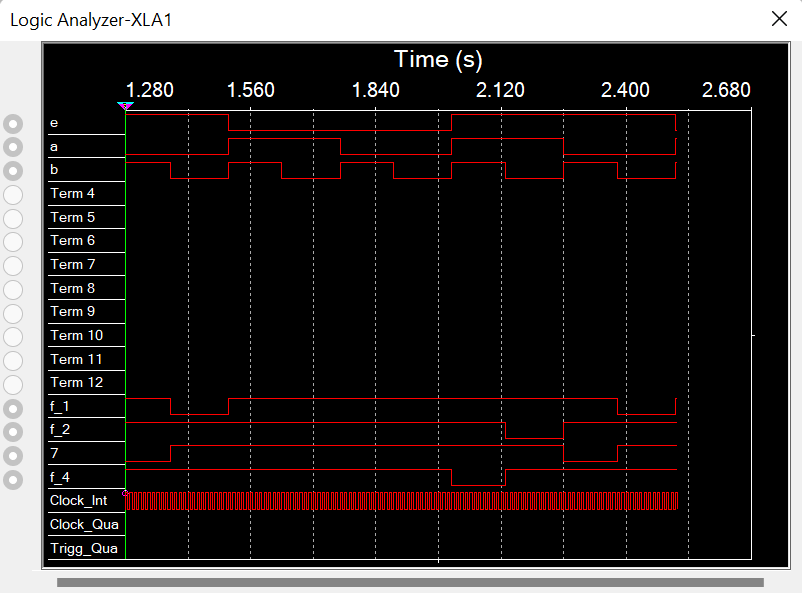 Logic Analyzer-XLA1
Time (s)
1.280 1.560 1.840 2.120 2.400 2.680
e
a
b
Term 4
Term 5
Term 6
Term 7
Term 8
Term 9
Term 10
Term 11
Term 12
f_1
f_2
7
f_4
Clock_Int
Clock_Qua
Trigg_Qua